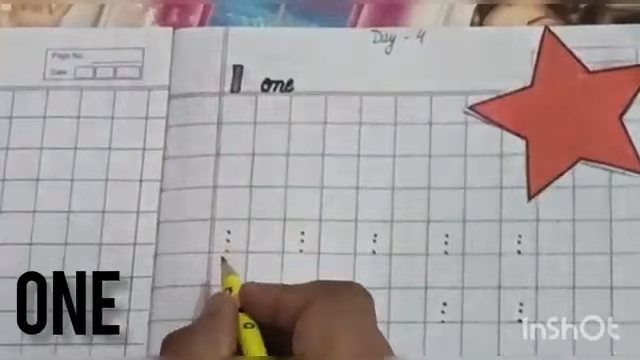 Day - 4
Page No.
Date
1 one
ONE
InShOt